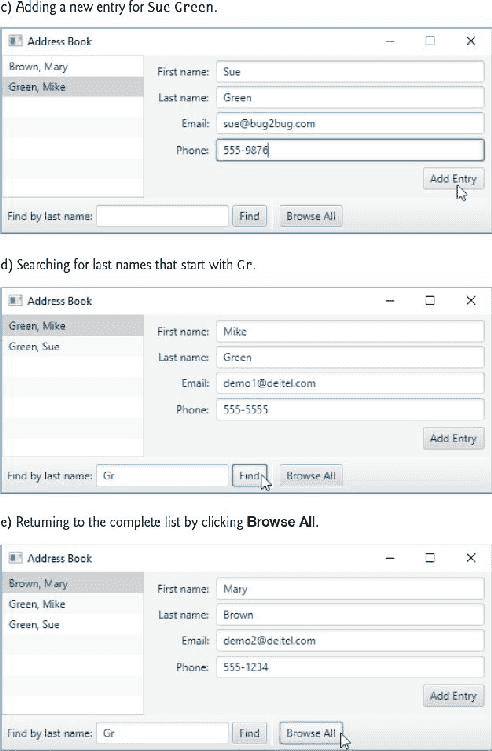 c) Adding a new entry for Sue Green.
Address Book
Brown, Mary
Green, Mike
First name: Sue
Last name: Green
Email: sue@bug2bug.com
Phone: 555-9876
Add Entry
Find by last name: Find Browse All
d) Searching for last names that start with Gr.
Address Book
Green, Mike
Green, Sue
First name: Mike
Last name: Green
Email: demo1@deitel.com
Phone: 555-5555
Add Entry
Find by last name: Gr Find Browse All
e) Returning to the complete list by clicking Browse All.
Address Book
Brown, Mary
Green, Mike
Green, Sue
First name: Mary
Last name: Brown
Email: demo2@deitel.com
Phone: 555-1234
Add Entry
Find by last name: Gr Find Browse All